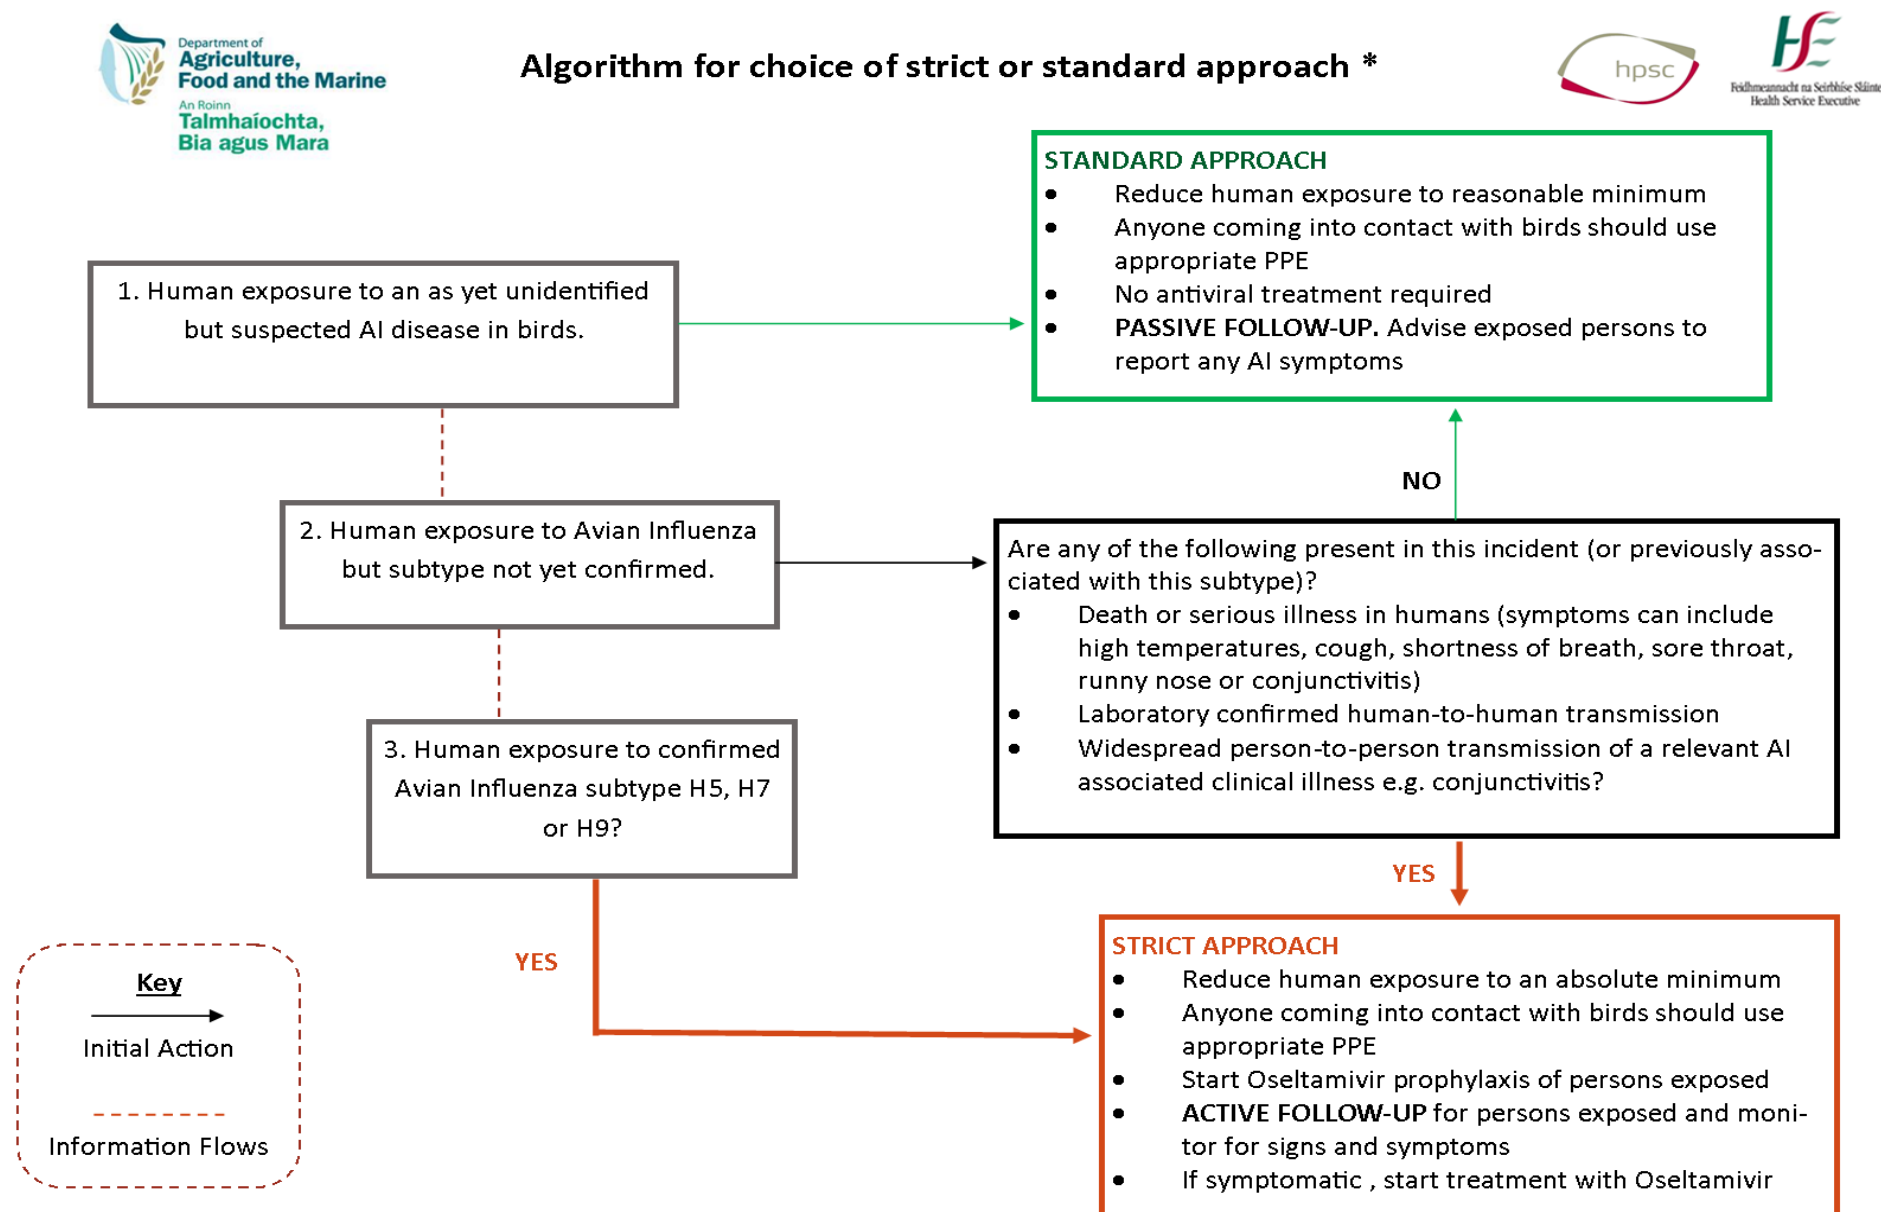 Department of
Agriculture,
Food and the Marine
An Roinn
Talmhaíochta,
Bia agus Mara
Algorithm for choice of strict or standard approach *
hpsc
HSE
Feidhmeannacht na Seirbhíse Sláinte
Health Service Executive
STANDARD APPROACH
• Reduce human exposure to reasonable minimum
• Anyone coming into contact with birds should use
appropriate PPE
• No antiviral treatment required
• PASSIVE FOLLOW-UP. Advise exposed persons to
report any AI symptoms
1. Human exposure to an as yet unidentified
but suspected AI disease in birds.
NO
2. Human exposure to Avian Influenza
but subtype not yet confirmed.
Are any of the following present in this incident (or previously asso-
ciated with this subtype)?
• Death or serious illness in humans (symptoms can include
high temperatures, cough, shortness of breath, sore throat,
runny nose or conjunctivitis)
• Laboratory confirmed human-to-human transmission
• Widespread person-to-person transmission of a relevant AI
associated clinical illness e.g. conjunctivitis?
3. Human exposure to confirmed
Avian Influenza subtype H5, H7
or H9?
YES
YES
STRICT APPROACH
• Reduce human exposure to an absolute minimum
• Anyone coming into contact with birds should use
appropriate PPE
• Start Oseltamivir prophylaxis of persons exposed
• ACTIVE FOLLOW-UP for persons exposed and moni-
tor for signs and symptoms
• If symptomatic , start treatment with Oseltamivir
Key
Initial Action
Information Flows